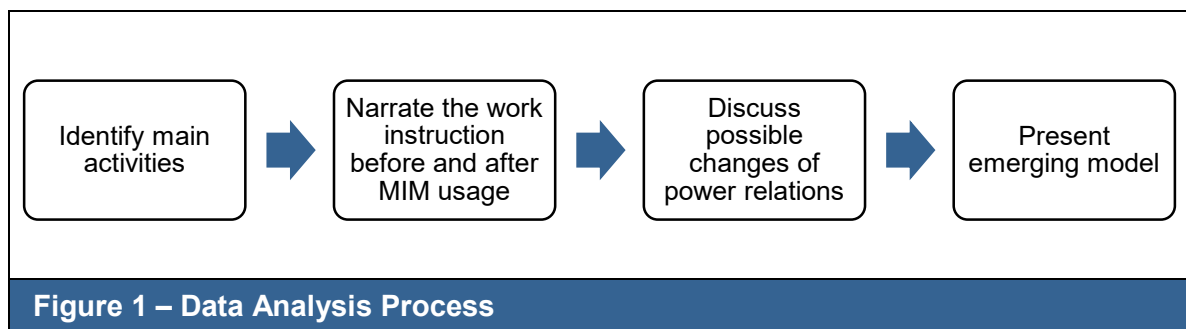 Identify main
activities
Narrate the work
instruction
before and after
MIM usage
Discuss
possible
changes of
power relations
Present
emerging model
Figure 1 – Data Analysis Process